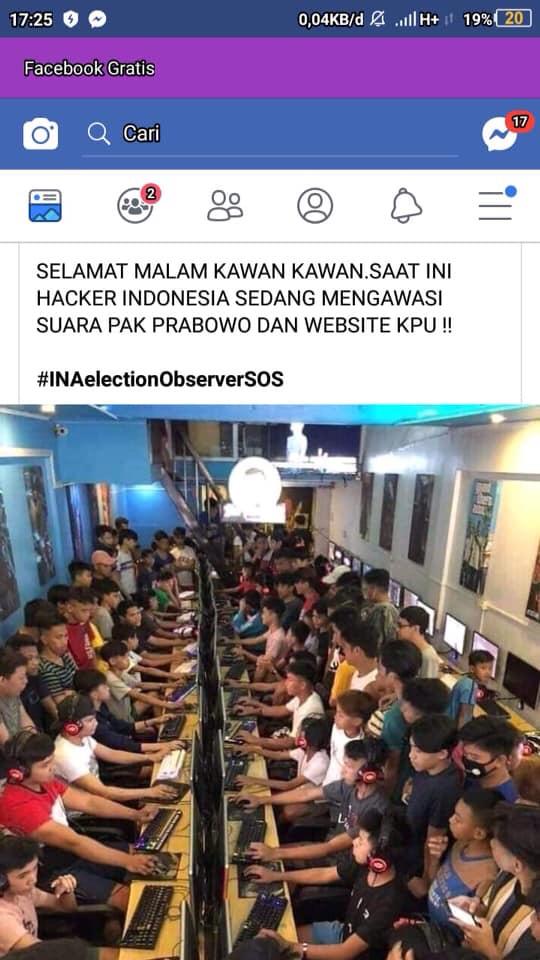 17:25
0,04KB/d
H+
19%
20
Facebook Gratis
Cari
17
2
SELAMAT MALAM KAWAN KAWAN.SAAT INI
HACKER INDONESIA SEDANG MENGAWASI
SUARA PAK PRABOWO DAN WEBSITE KPU !!
#INAelectionObserverSOS